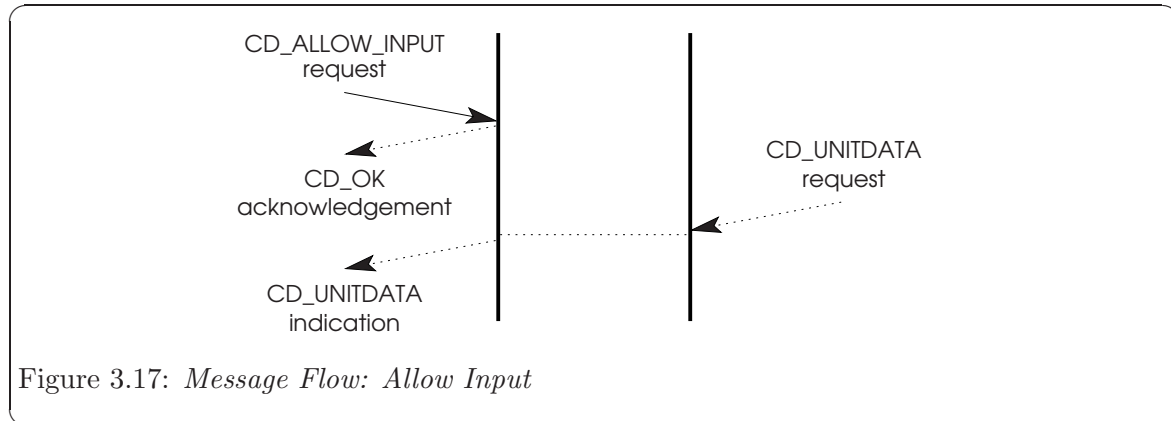 CD_ALLOW_INPUT
request
CD_OK
acknowledgement
CD_UNITDATA
request
CD_UNITDATA
indication
Figure 3.17: Message Flow: Allow Input